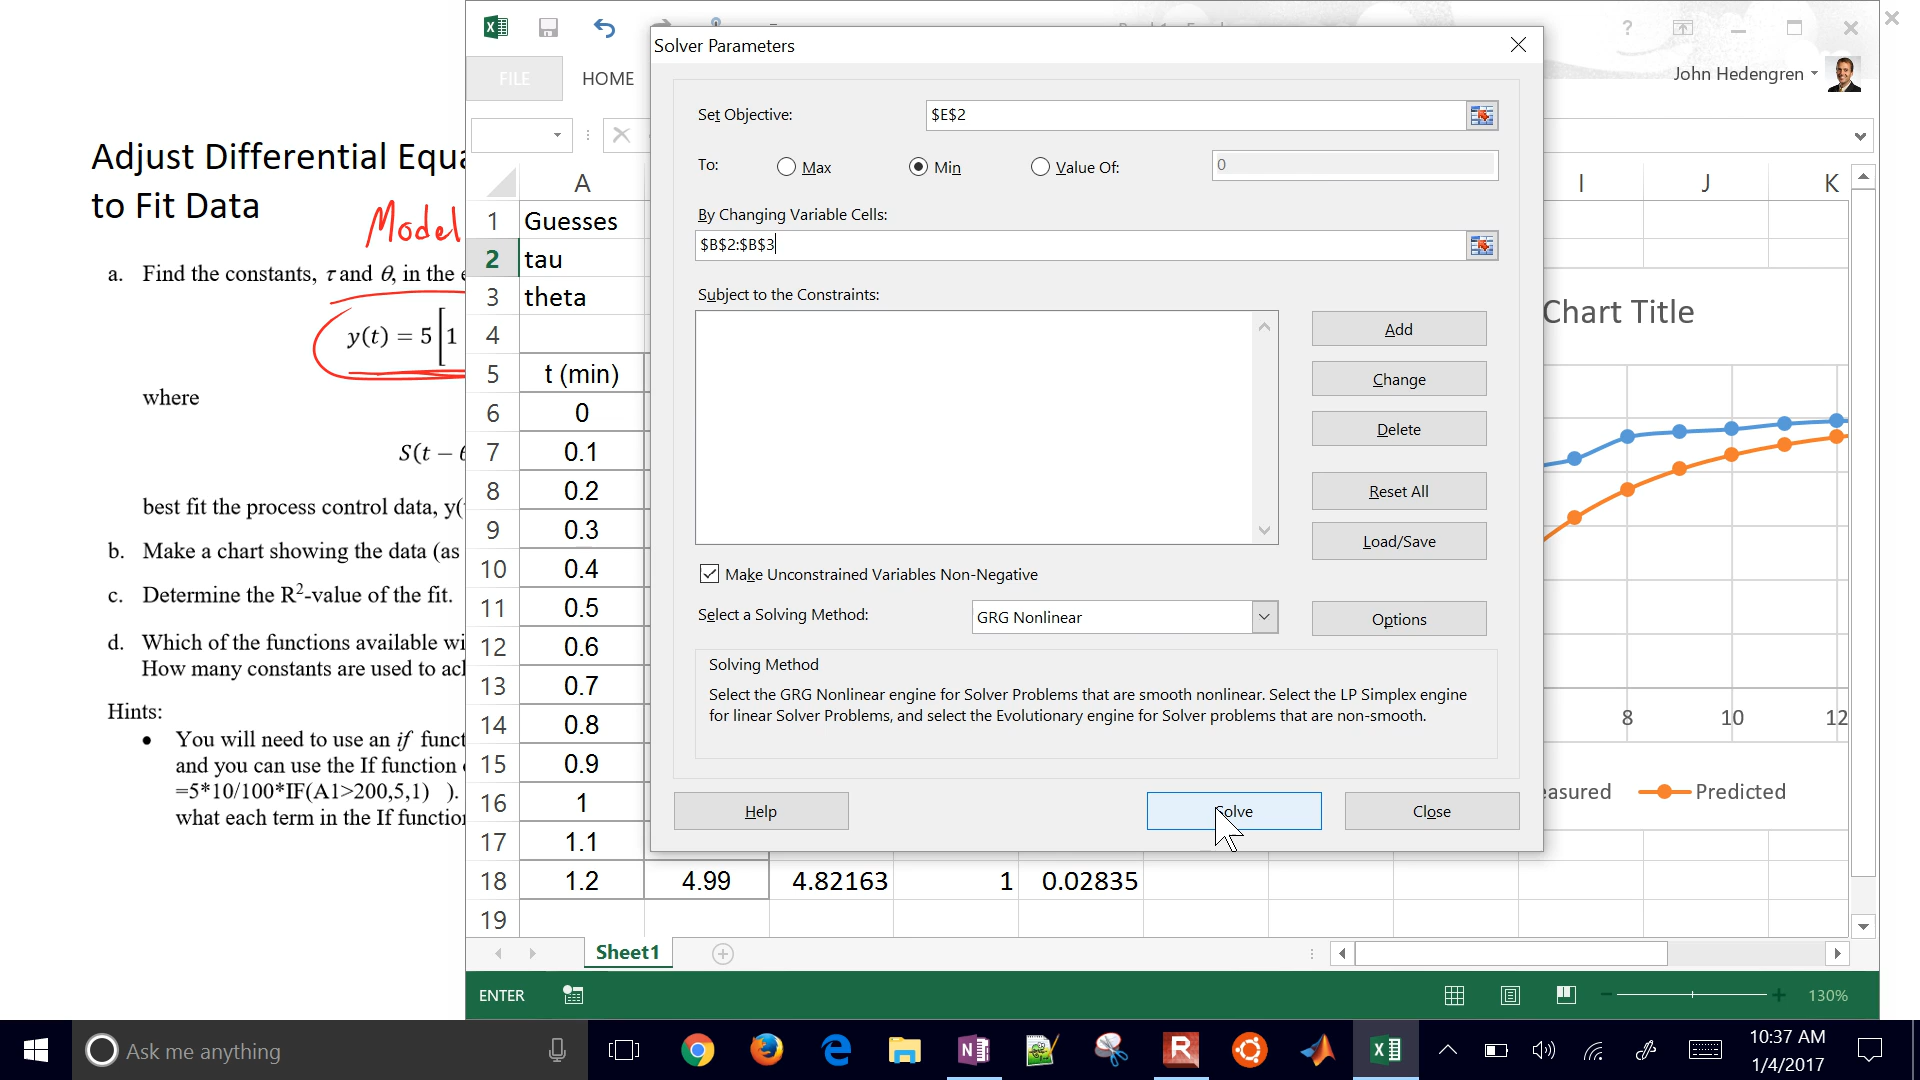 Adjust Differential Equa
to Fit Data
Model
a. Find the constants, τ and θ, in the e
y(t) = 5 [1
where
S(t − θ
best fit the process control data, y(
b. Make a chart showing the data (as
c. Determine the R²-value of the fit.
d. Which of the functions available wi
How many constants are used to acl
Hints:
• You will need to use an if funct
and you can use the If function
=5*10/100*IF(A1>200,5,1) ).
what each term in the If function
FILE
HOME
John Hedengren
Solver Parameters
Set Objective:
$E$2
To:
Max
Min
Value Of:
0
By Changing Variable Cells:
$B$2:$B$3
Subject to the Constraints:
Add
Change
Delete
Reset All
Load/Save
Make Unconstrained Variables Non-Negative
Select a Solving Method:
GRG Nonlinear
Options
Solving Method
Select the GRG Nonlinear engine for Solver Problems that are smooth nonlinear. Select the LP Simplex engine
for linear Solver Problems, and select the Evolutionary engine for Solver problems that are non-smooth.
Help
Solve
Close
A
I J K
1 Guesses
2 tau
3 theta
4
5 t (min)
6 0
7 0.1
8 0.2
9 0.3
10 0.4
11 0.5
12 0.6
13 0.7
14 0.8
15 0.9
16 1
17 1.1
18 1.2 4.99 4.82163 1 0.02835
19
Chart Title
8 10 12
easured Predicted
Sheet1
ENTER
130%
Ask me anything
10:37 AM
1/4/2017